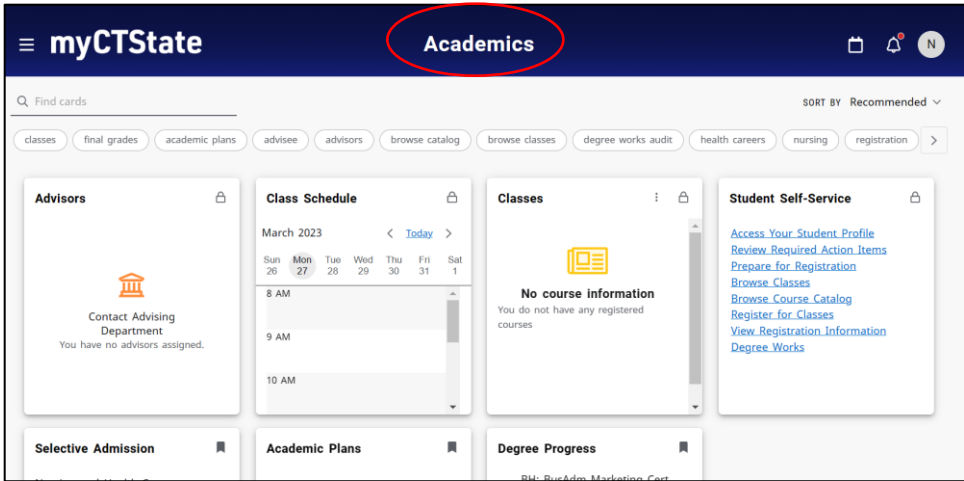 myCTState
Academics
N
Find cards
SORT BY Recommended
classes
final grades
academic plans
advisee
advisors
browse catalog
browse classes
degree works audit
health careers
nursing
registration
Advisors
Contact Advising
Department
You have no advisors assigned.
Class Schedule
March 2023
Today
Sun Mon Tue Wed Thu Fri Sat
26 27 28 29 30 31 1
8 AM
9 AM
10 AM
Classes
No course information
You do not have any registered
courses
Student Self-Service
Access Your Student Profile
Review Required Action Items
Prepare for Registration
Browse Classes
Browse Course Catalog
Register for Classes
View Registration Information
Degree Works
Selective Admission
Academic Plans
Degree Progress
BH: BusAdm Marketing Cert